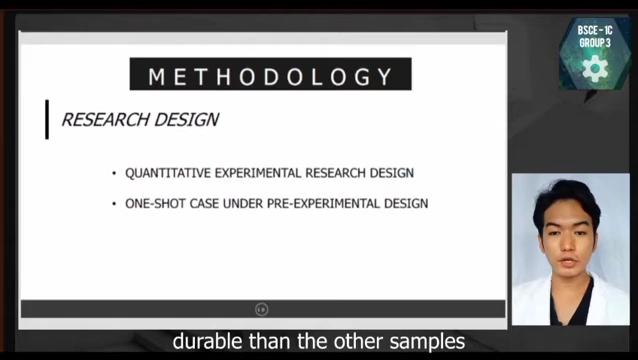 BSCE - 1C
GROUP 3
METHODOLOGY
RESEARCH DESIGN
• QUANTITATIVE EXPERIMENTAL RESEARCH DESIGN
• ONE-SHOT CASE UNDER PRE-EXPERIMENTAL DESIGN
durable than the other samples